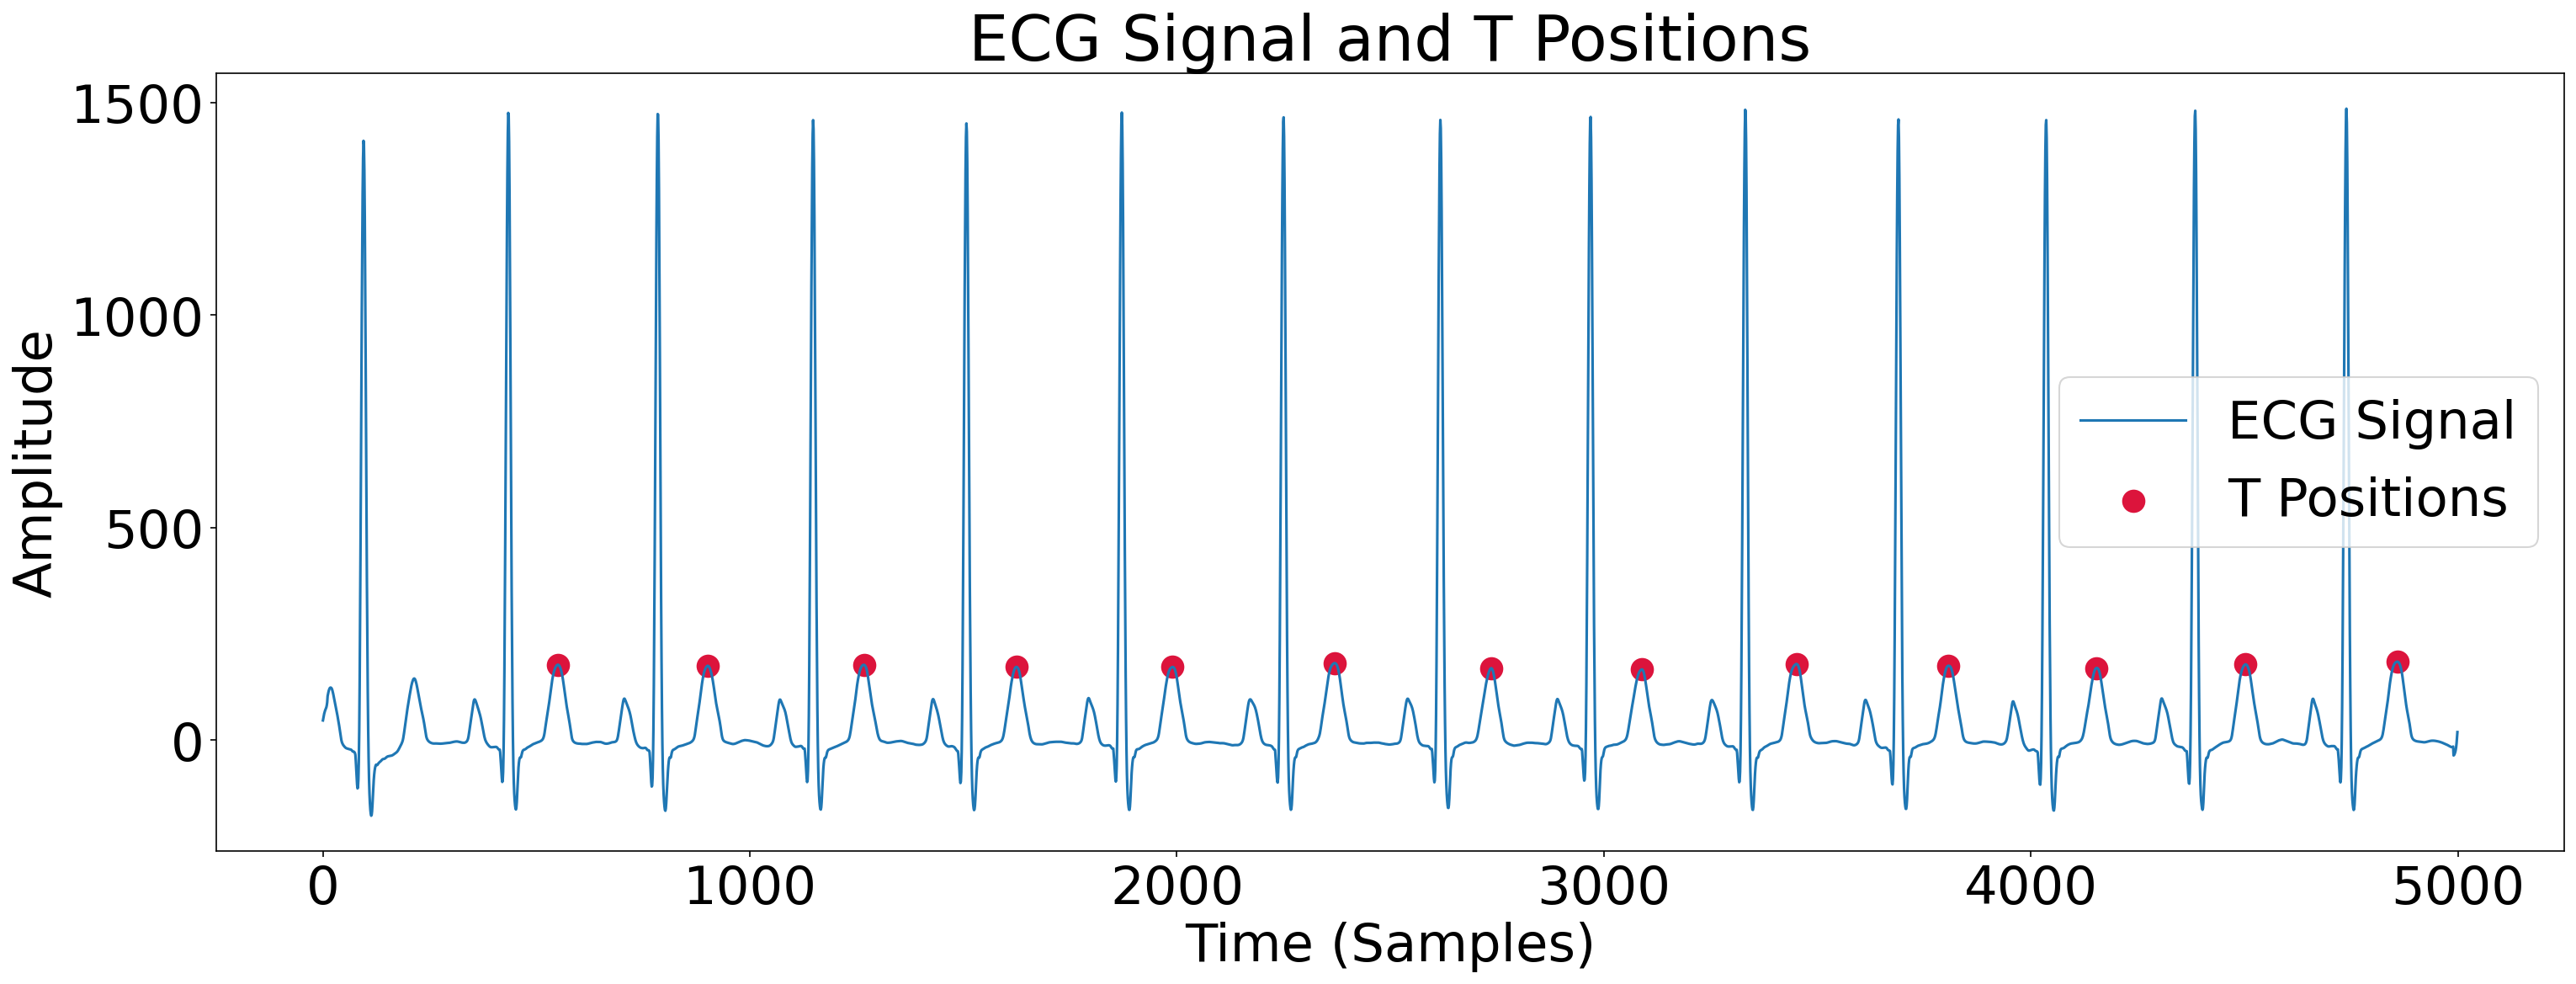 ECG Signal and T Positions
1500
1000
500
0
Amplitude
ECG Signal
T Positions
0 1000 2000 3000 4000 5000
Time (Samples)